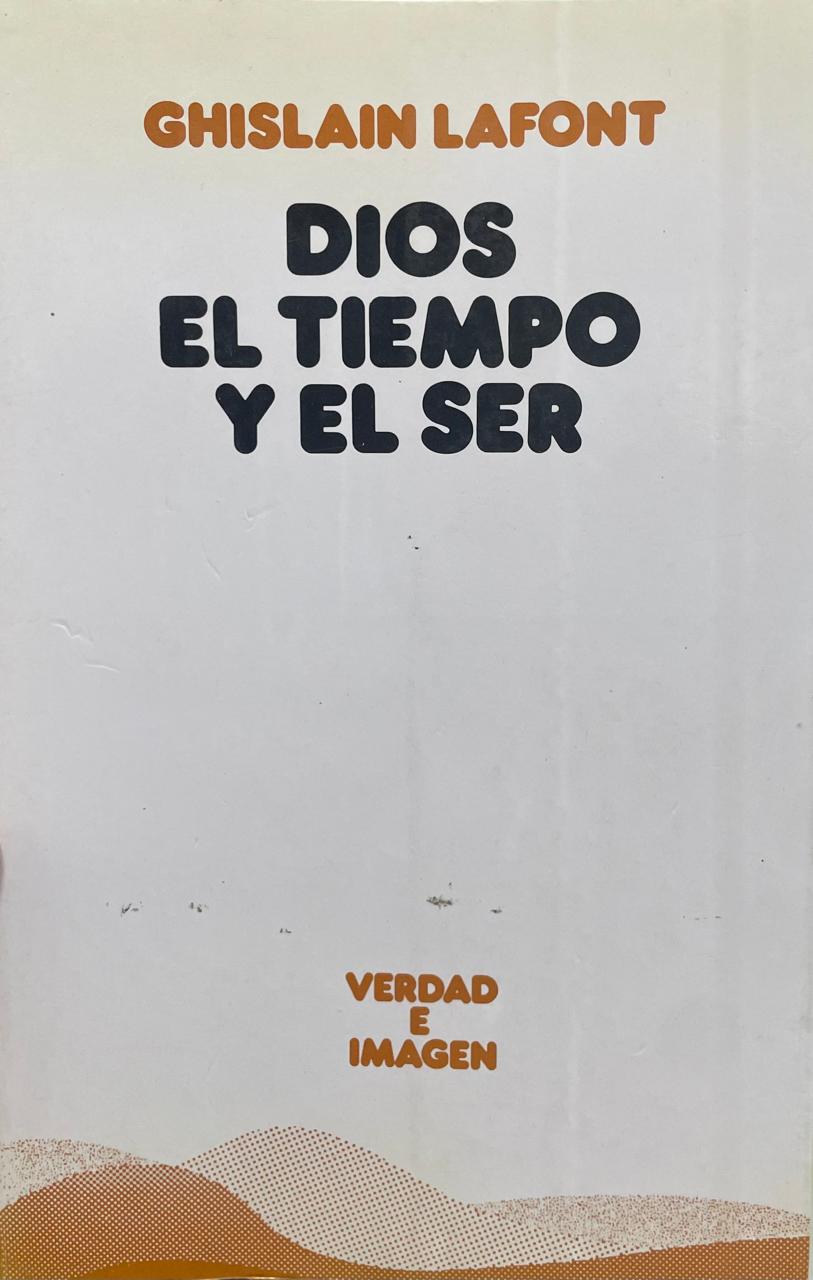 GHISLAIN LAFONT
DIOS
EL TIEMPO
Y EL SER
VERDAD
E
IMAGEN